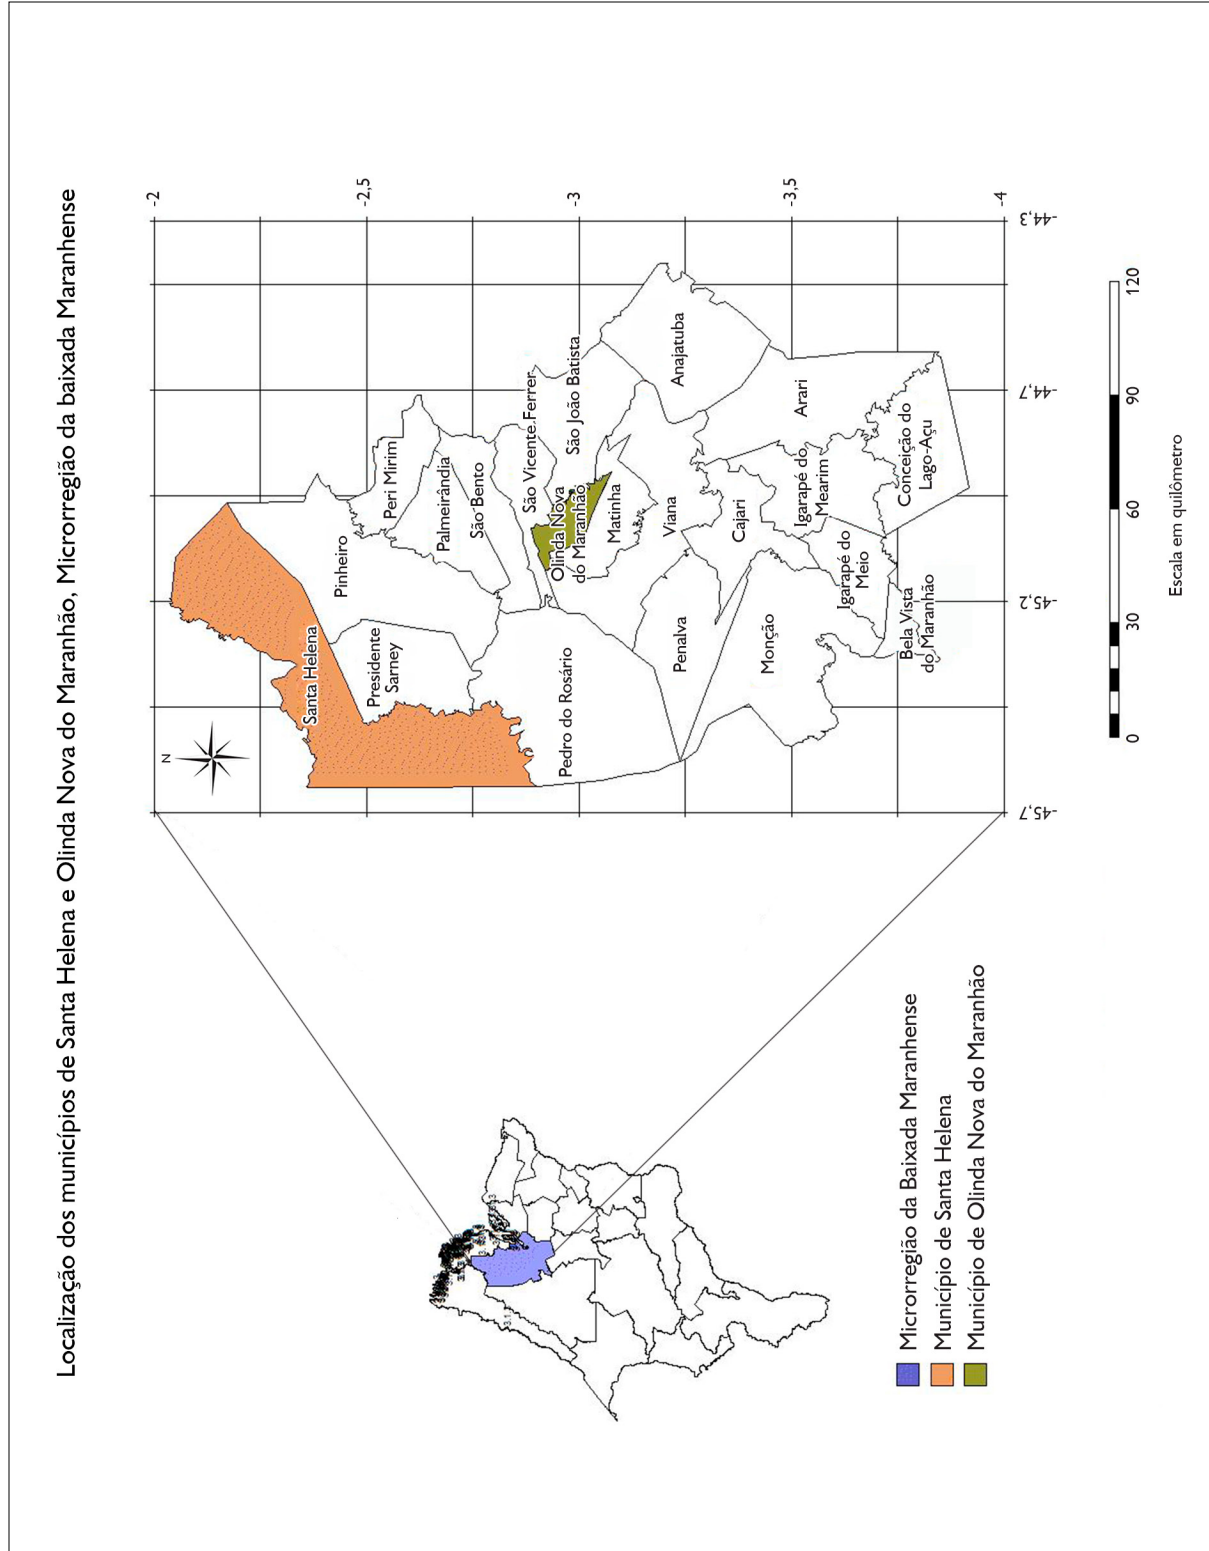 Localização dos municípios de Santa Helena e Olinda Nova do Maranhão, Microrregião da baixada Maranhense
N
Santa Helena
Pinheiro
Presidente
Sarney
Peri Mirim
Palmeirândia
São Bento
São Vicente Ferrer
Olinda Nova
do Maranhão
São João Batista
Matinha
Pedro do Rosário
Viana
Penalva
Anajatuba
Cajari
Monção
Arari
Igarapé do
Mearim
Igarapé do
Meio
Conceição do
Lago-Açu
Bela Vista
do Maranhão
-2
-2,5
-3
-3,5
-4
-45,7
-45,2
-44,7
-44,3
Microrregião da Baixada Maranhense
Município de Santa Helena
Município de Olinda Nova do Maranhão
0
30
60
90
120
Escala em quilômetro